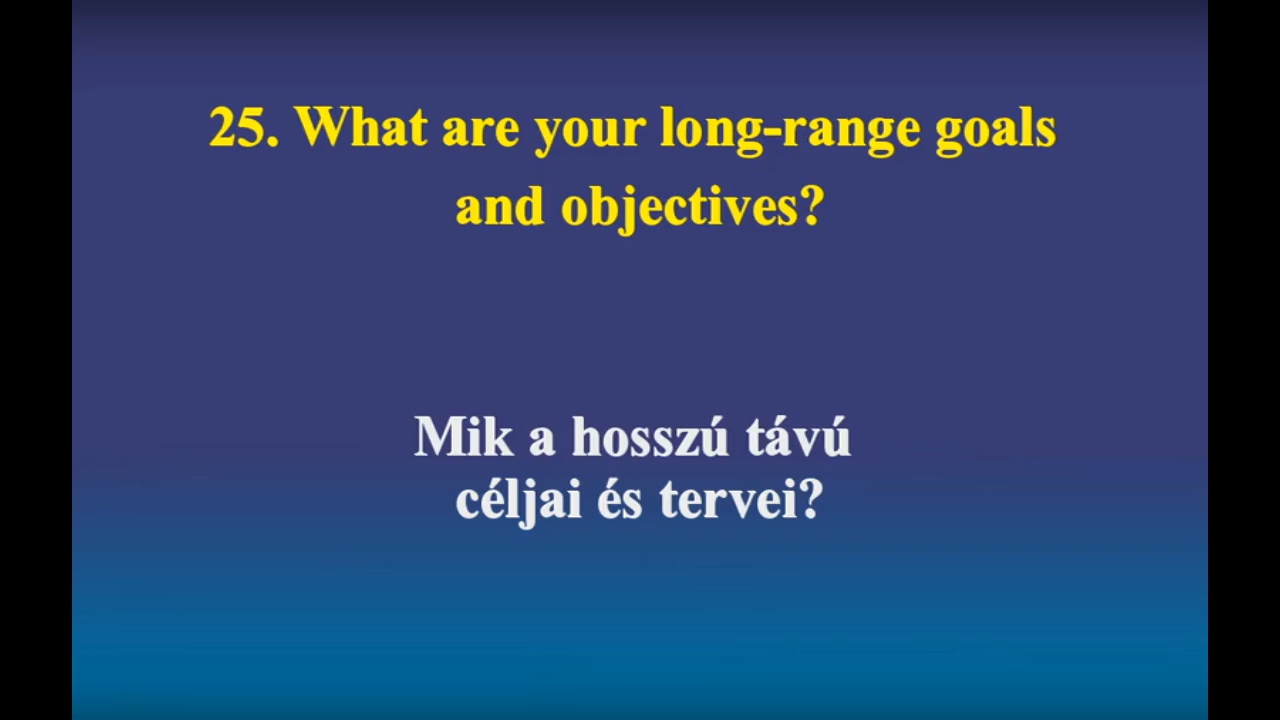 25. What are your long-range goals
and objectives?
Mik a hosszú távú
céljai és tervei?